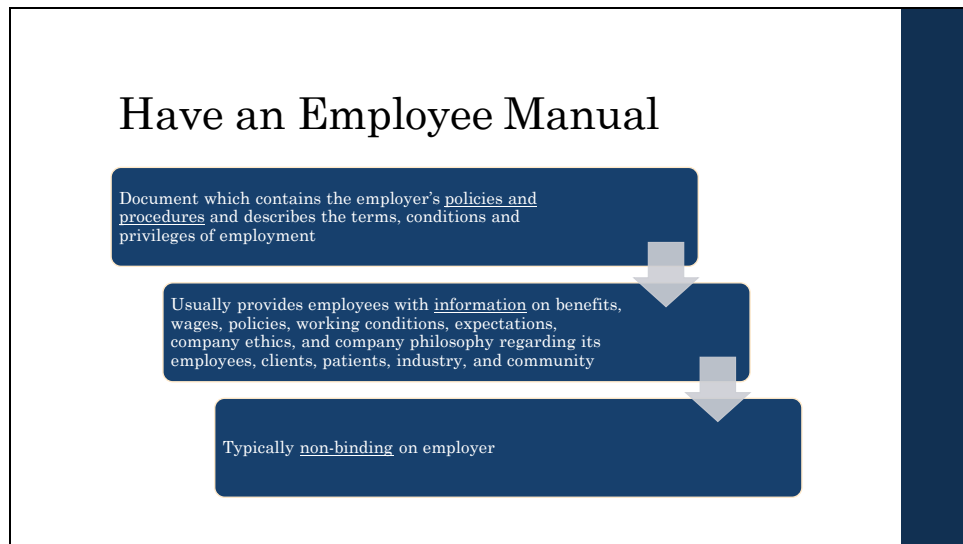 Have an Employee Manual
Document which contains the employer’s policies and
procedures and describes the terms, conditions and
privileges of employment
Usually provides employees with information on benefits,
wages, policies, working conditions, expectations,
company ethics, and company philosophy regarding its
employees, clients, patients, industry, and community
Typically non-binding on employer